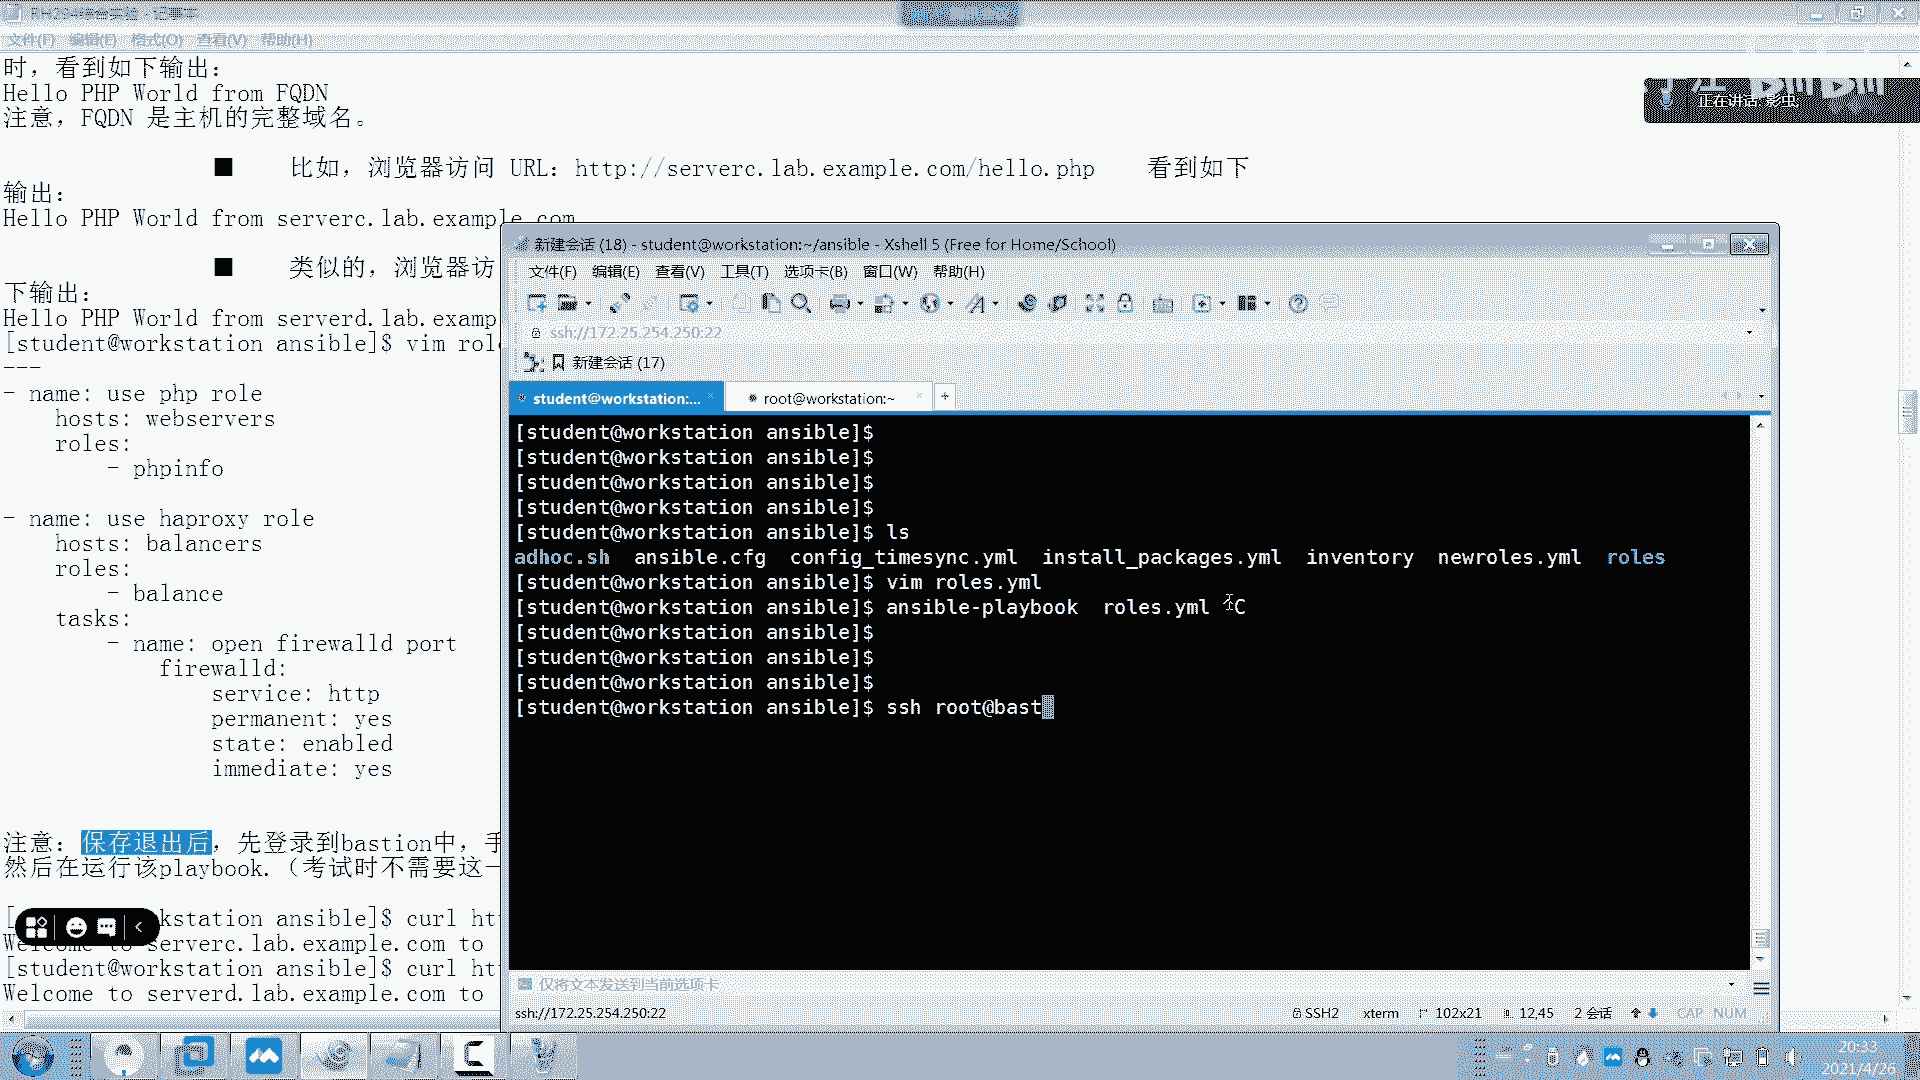 RH294综合实验 - 记事本
文件(F) 编辑(E) 格式(O) 查看(V) 帮助(H)
时，看到如下输出：
Hello PHP World from FQDN
注意，FQDN 是主机的完整域名。
■ 比如，浏览器访问 URL：http://serverc.lab.example.com/hello.php 看到如下
输出：
Hello PHP World from serverc.lab.example.com
■ 类似的，浏览器访
下输出：
Hello PHP World from serverd.lab.examp
[student@workstation ansible]$ vim role
---
- name: use php role
hosts: webservers
roles:
- phpinfo
- name: use haproxy role
hosts: balancers
roles:
- balance
tasks:
- name: open firewalld port
firewalld:
service: http
permanent: yes
state: enabled
immediate: yes
注意：保存退出后，先登录到bastion中，手
然后在运行该playbook.（考试时不需要这一
[ kstation ansible]$ curl htt
Welcome to serverc.lab.example.com to
[student@workstation ansible]$ curl htt
Welcome to serverd.lab.example.com to
正在讲话: 影虫
新建会话 (18) - student@workstation:~/ansible - Xshell 5 (Free for Home/School)
文件(F) 编辑(E) 查看(V) 工具(T) 选项卡(B) 窗口(W) 帮助(H)
ssh://172.25.254.250:22
新建会话 (17)
student@workstation:... × root@workstation:~ × +
[student@workstation ansible]$
[student@workstation ansible]$
[student@workstation ansible]$
[student@workstation ansible]$
[student@workstation ansible]$ ls
adhoc.sh ansible.cfg config_timesync.yml install_packages.yml inventory newroles.yml roles
[student@workstation ansible]$ vim roles.yml
[student@workstation ansible]$ ansible-playbook roles.yml ^C
[student@workstation ansible]$
[student@workstation ansible]$
[student@workstation ansible]$
[student@workstation ansible]$ ssh root@bast
仅将文本发送到当前选项卡
ssh://172.25.254.250:22 SSH2 xterm 102x21 12,45 2 会话 CAP NUM
20:33
2021/4/26